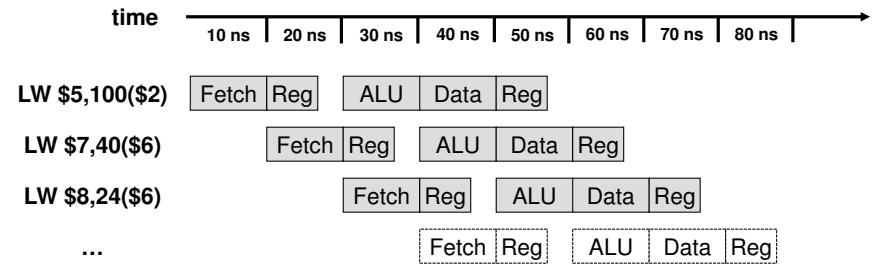 time
10 ns 20 ns 30 ns 40 ns 50 ns 60 ns 70 ns 80 ns
LW $5,100($2) Fetch Reg ALU Data Reg
LW $7,40($6) Fetch Reg ALU Data Reg
LW $8,24($6) Fetch Reg ALU Data Reg
... Fetch Reg ALU Data Reg